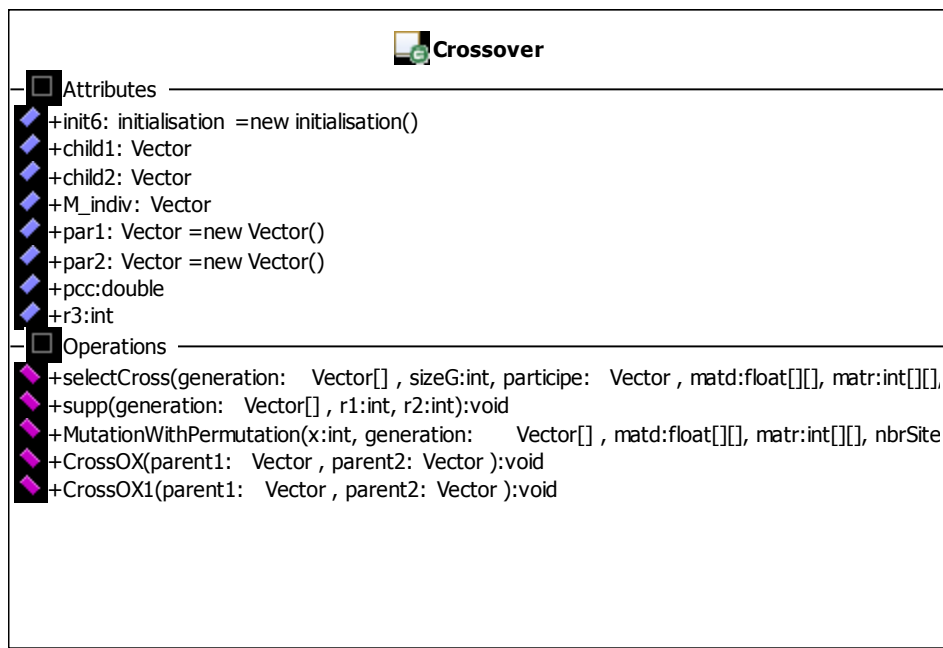 Crossover
Attributes
+init6: initialisation =new initialisation()
+child1: Vector
+child2: Vector
+M_indiv: Vector
+par1: Vector =new Vector()
+par2: Vector =new Vector()
+pcc:double
+r3:int
Operations
+selectCross(generation: Vector[] , sizeG:int, participe: Vector , matd:float[][], matr:int[][],
+supp(generation: Vector[] , r1:int, r2:int):void
+MutationWithPermutation(x:int, generation: Vector[] , matd:float[][], matr:int[][], nbrSite
+CrossOX(parent1: Vector , parent2: Vector ):void
+CrossOX1(parent1: Vector , parent2: Vector ):void